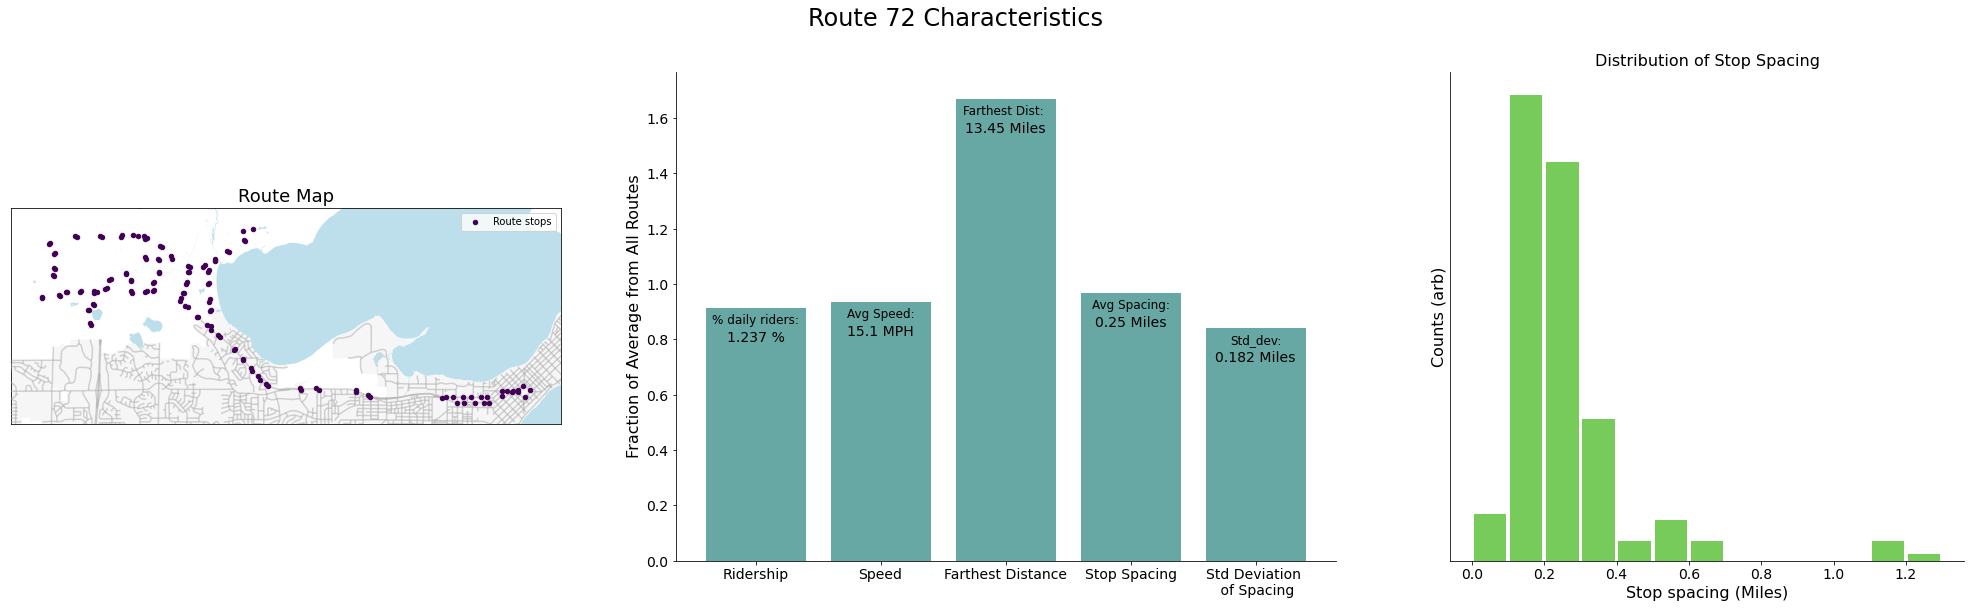 Route 72 Characteristics
Route Map
Route stops
Fraction of Average from All Routes
1.6
1.4
1.2
1.0
0.8
0.6
0.4
0.2
0.0
% daily riders:
1.237 %
Avg Speed:
15.1 MPH
Farthest Dist:
13.45 Miles
Avg Spacing:
0.25 Miles
Std_dev:
0.182 Miles
Ridership
Speed
Farthest Distance
Stop Spacing
Std Deviation
of Spacing
Distribution of Stop Spacing
Counts (arb)
0.0 0.2 0.4 0.6 0.8 1.0 1.2
Stop spacing (Miles)